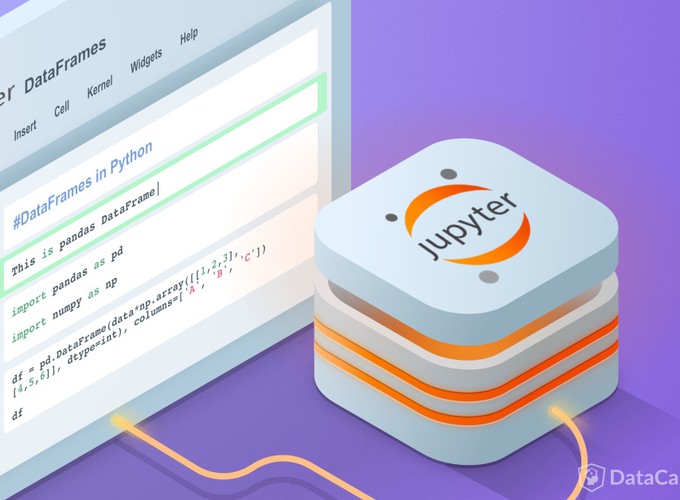 er DataFrames
Insert Cell Kernel Widgets Help
#DataFrames in Python
This is pandas DataFrame|
import pandas as pd
import numpy as np
df = pd.DataFrame(data*np.array([[1,2,3],
[4,5,6]], dtype=int), columns=['A', 'B', 'C'])
df
jupyter
DataCa